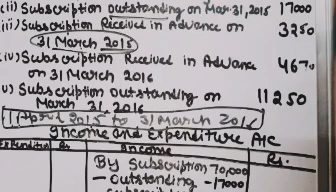 (ii) Subscription outstanding on Mar. 31, 2015 17000
(iii) Subscription Received in Advance on 3250
31 March 2015
(iv) Subscription Received in Advance 4670
on 31 March 2016
v) Subscription outstanding on 11250
March 31, 2016
1 April 2015 to 31 March 2016
Income and Expenditure A/C
Expenditure Rs. Income Rs.
By Subscription 70,000
- outstanding - 17000